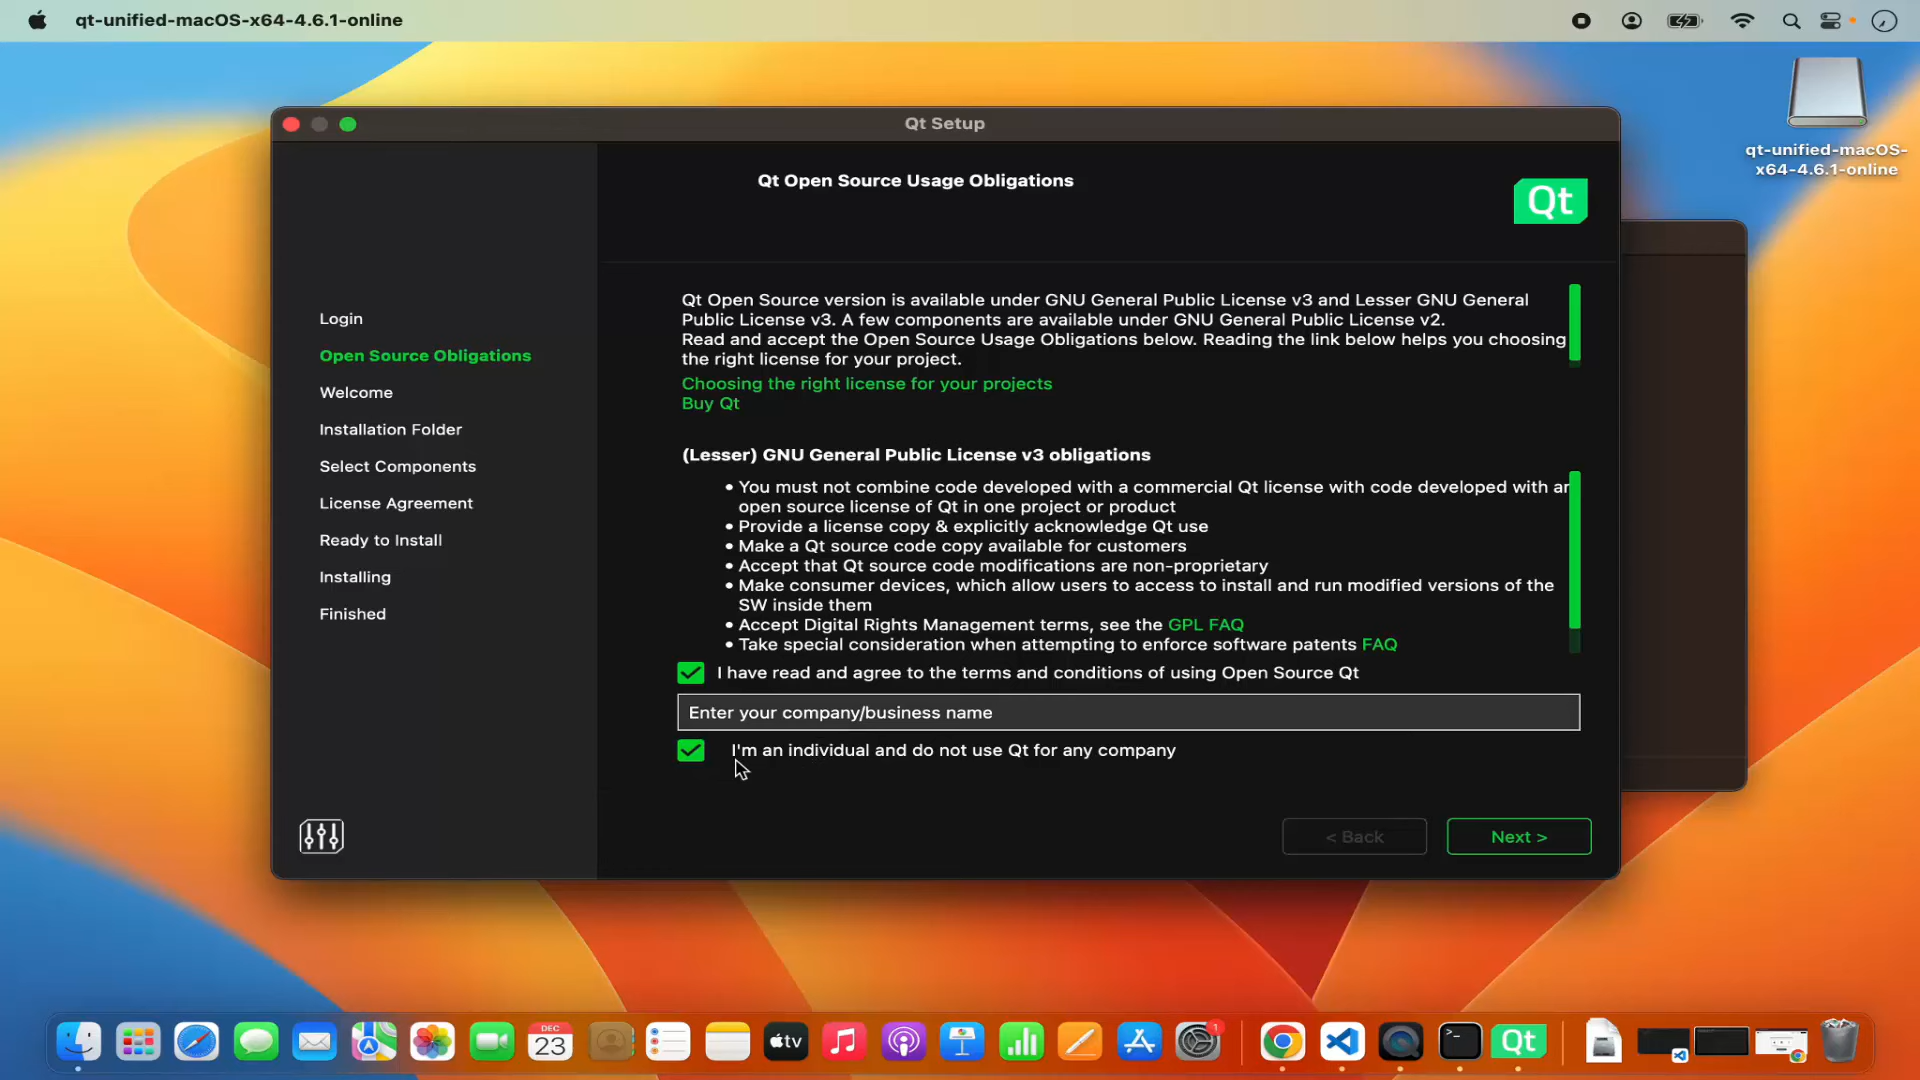 qt-unified-macOS-x64-4.6.1-online
qt-unified-macOS-
x64-4.6.1-online
Qt Setup
Qt Open Source Usage Obligations
Qt
Login
Open Source Obligations
Welcome
Installation Folder
Select Components
License Agreement
Ready to Install
Installing
Finished
Qt Open Source version is available under GNU General Public License v3 and Lesser GNU General
Public License v3. A few components are available under GNU General Public License v2.
Read and accept the Open Source Usage Obligations below. Reading the link below helps you choosing
the right license for your project.
Choosing the right license for your projects
Buy Qt
(Lesser) GNU General Public License v3 obligations
• You must not combine code developed with a commercial Qt license with code developed with an
open source license of Qt in one project or product
• Provide a license copy & explicitly acknowledge Qt use
• Make a Qt source code copy available for customers
• Accept that Qt source code modifications are non-proprietary
• Make consumer devices, which allow users to access to install and run modified versions of the
SW inside them
• Accept Digital Rights Management terms, see the GPL FAQ
• Take special consideration when attempting to enforce software patents FAQ
I have read and agree to the terms and conditions of using Open Source Qt
Enter your company/business name
I'm an individual and do not use Qt for any company
< Back
Next >
DEC
23
tv
1
>_
Qt